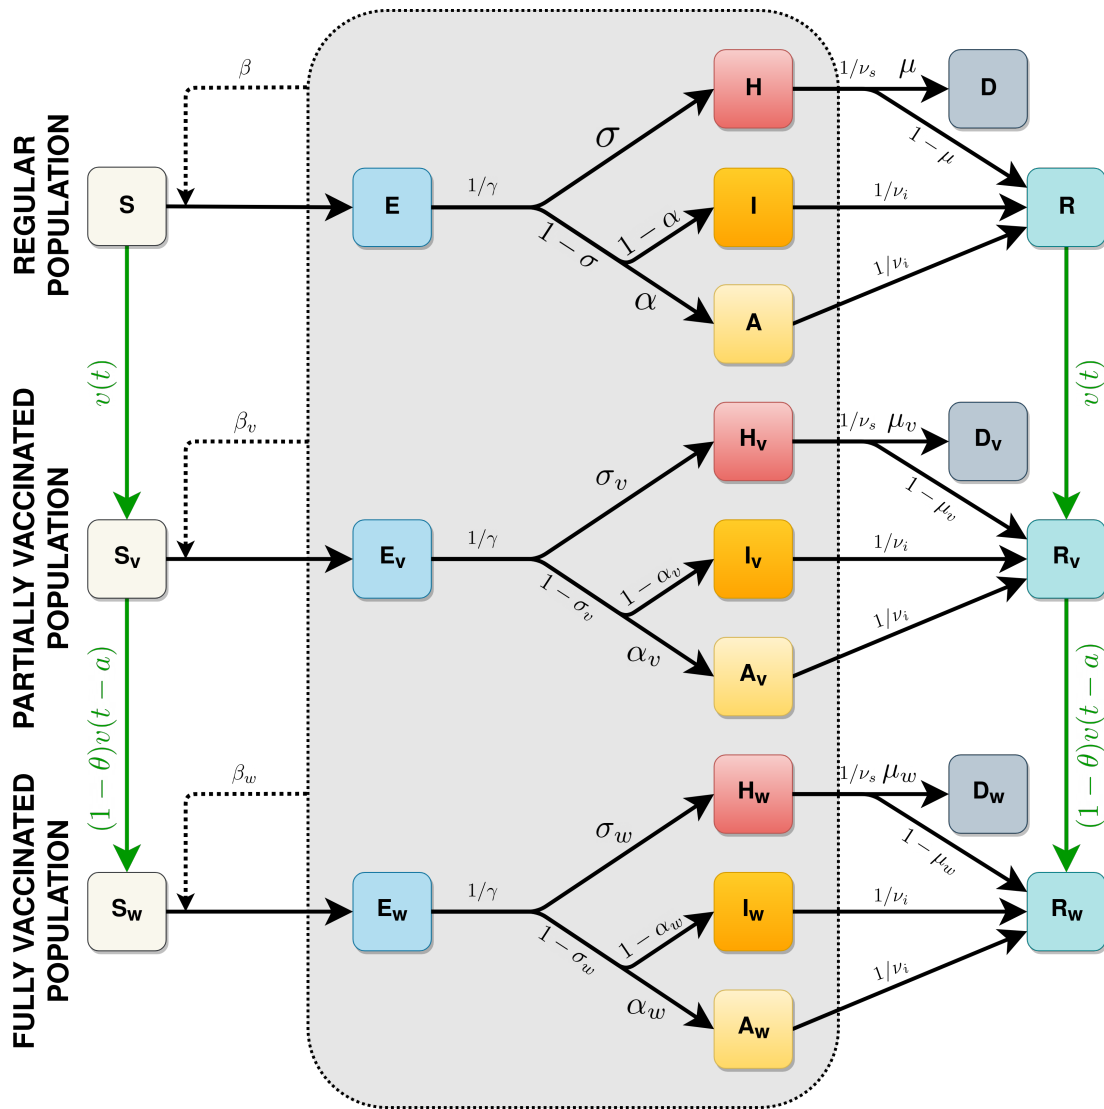 REGULAR
POPULATION
β
S
E
1/γ
σ
1 − σ
1 − α
α
H
I
A
1/ν_s
μ
1 − μ
1/ν_i
1/ν_i
D
R
v(t)
v(t)
PARTIALLY VACCINATED
POPULATION
β_v
S_v
E_v
1/γ
σ_v
1 − σ_v
1 − α_v
α_v
H_v
I_v
A_v
1/ν_s
μ_v
1 − μ_v
1/ν_i
1/ν_i
D_v
R_v
(1 − θ)v(t − a)
(1 − θ)v(t − a)
FULLY VACCINATED
POPULATION
β_w
S_w
E_w
1/γ
σ_w
1 − σ_w
1 − α_w
α_w
H_w
I_w
A_w
1/ν_s
μ_w
1 − μ_w
1/ν_i
1/ν_i
D_w
R_w